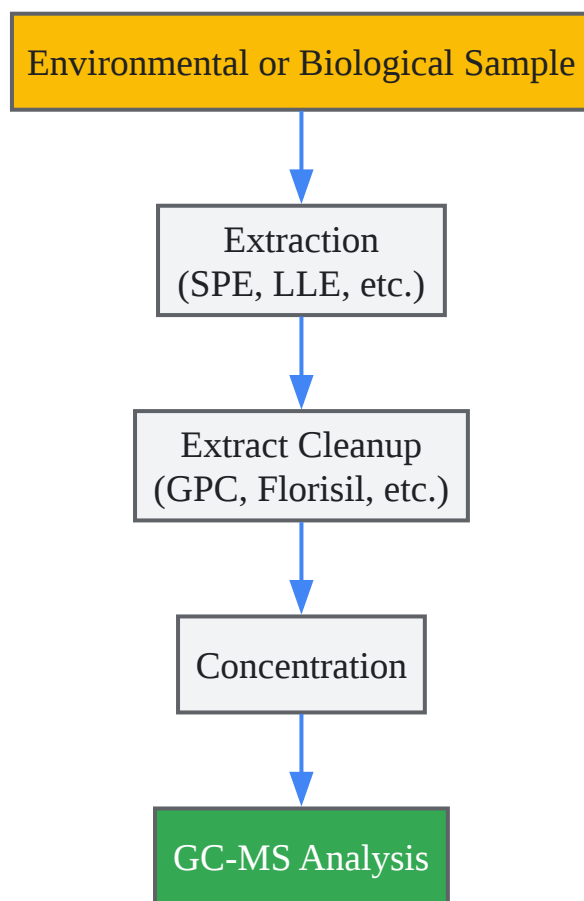 Environmental or Biological Sample
Extraction
(SPE, LLE, etc.)
Extract Cleanup
(GPC, Florisil, etc.)
Concentration
GC-MS Analysis